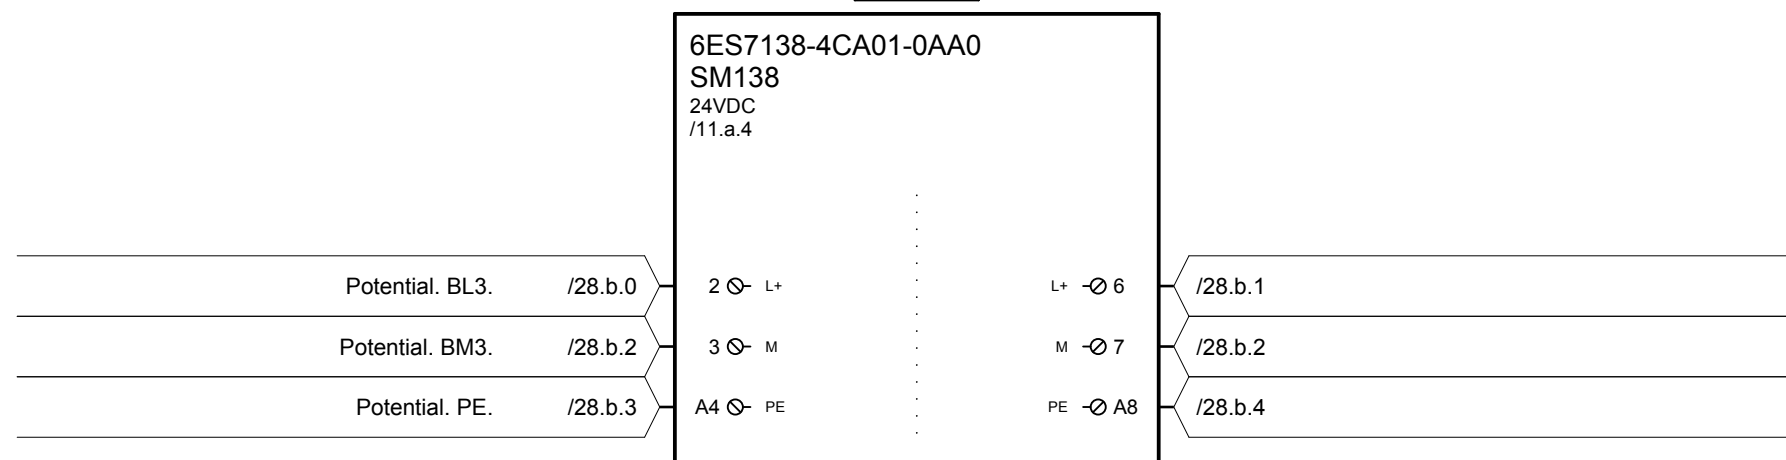 6ES7138-4CA01-0AA0
SM138
24VDC
/11.a.4
Potential. BL3. /28.b.0 2 L+ L+ 6 /28.b.1
Potential. BM3. /28.b.2 3 M M 7 /28.b.2
Potential. PE. /28.b.3 A4 PE PE A8 /28.b.4